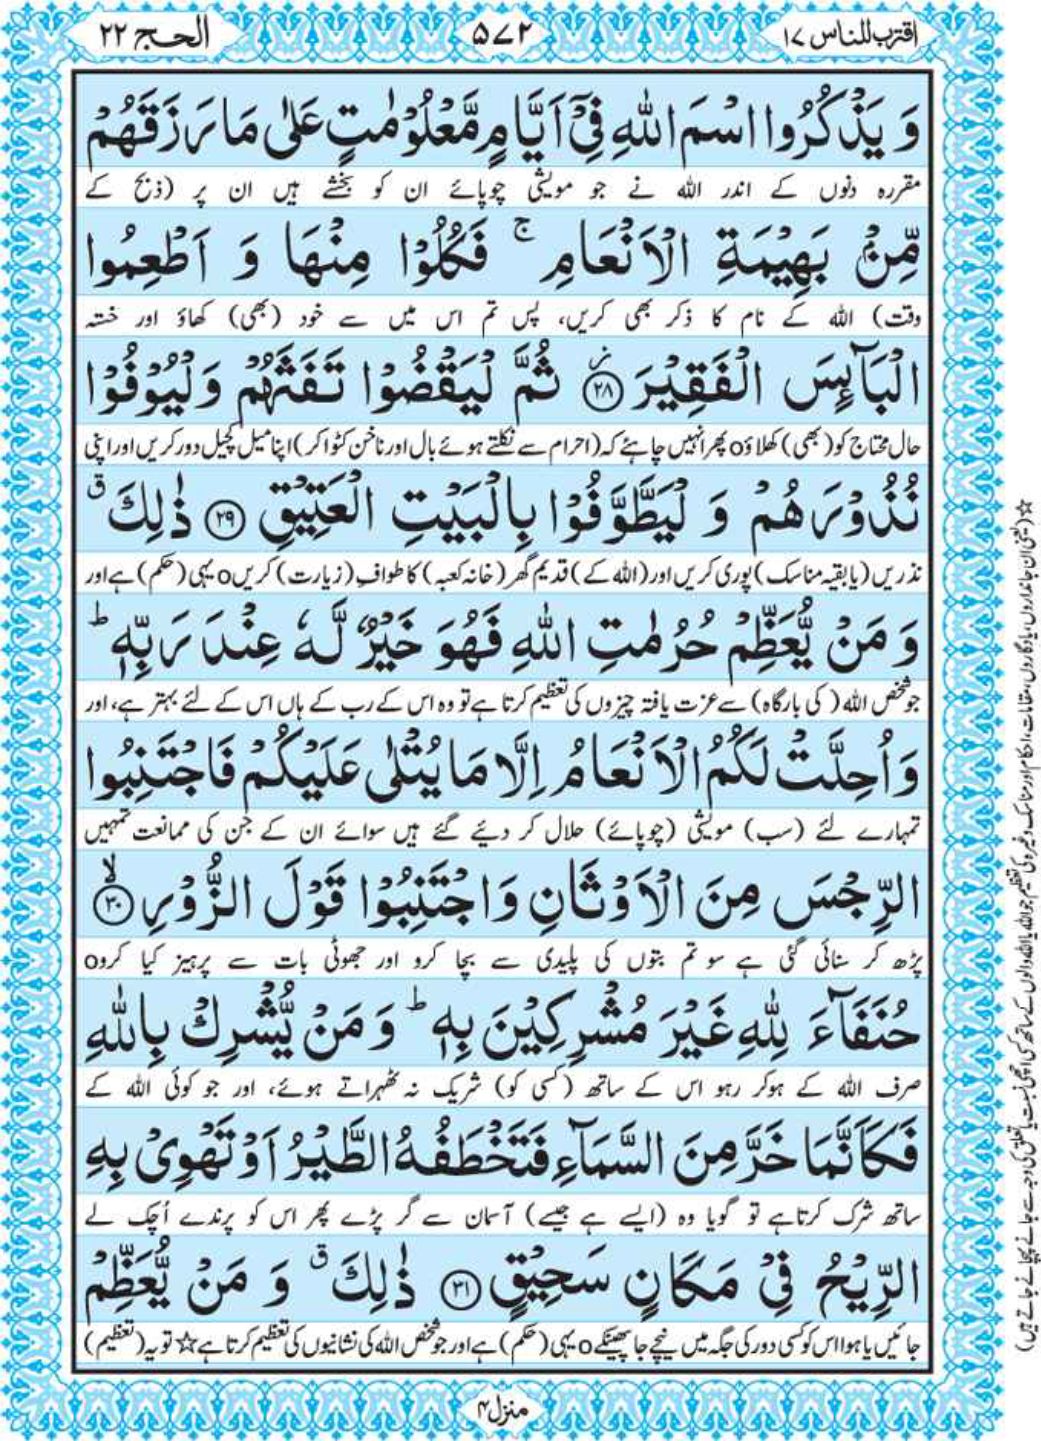 اقترب للناس ۱۷
۵۷۲
الحج ۲۲
وَ يَذْكُرُوا اسْمَ اللّٰهِ فِيْۤ اَيَّامٍ مَّعْلُوْمٰتٍ عَلٰى مَا رَزَقَهُمْ
مقررہ دنوں کے اندر اللہ نے جو مویشی چوپائے ان کو بخشے ہیں ان پر (ذبح کے
مِّنْۢ بَهِيْمَةِ الْاَنْعَامِ ۚ فَكُلُوْا مِنْهَا وَ اَطْعِمُوا
وقت) اللہ کے نام کا ذکر بھی کریں، پس تم اس میں سے خود (بھی) کھاؤ اور خستہ
الْبَآئِسَ الْفَقِيْرَ ۲۸ ز ثُمَّ لْيَقْضُوْا تَفَثَهُمْ وَلْيُوْفُوْا
حال محتاج کو (بھی) کھلاؤo پھر انہیں چاہئے کہ (احرام سے نکلتے ہوئے بال اور ناخن کٹوا کر) اپنا میل کچیل دور کریں اور اپنی
نُذُوْرَهُمْ وَ لْيَطَّوَّفُوْا بِالْبَيْتِ الْعَتِيْقِ ۲۹ ذٰلِكَ ق
نذریں (یا بقیہ مناسک) پوری کریں اور (اللہ کے) قدیم گھر (خانہ کعبہ) کا طوافِ (زیارت) کریںo یہی (حکم) ہے اور
وَ مَنْ يُّعَظِّمْ حُرُمٰتِ اللّٰهِ فَهُوَ خَيْرٌ لَّهٗ عِنْدَ رَبِّهٖ ؕ
جو شخص اللہ (کی بارگاہ) سے عزت یافتہ چیزوں کی تعظیم کرتا ہے تو وہ اس کے رب کے ہاں اس کے لئے بہتر ہے، اور
وَ اُحِلَّتْ لَكُمُ الْاَنْعَامُ اِلَّا مَا يُتْلٰى عَلَيْكُمْ فَاجْتَنِبُوا
تمہارے لئے (سب) مویشی (چوپائے) حلال کر دیئے گئے ہیں سوائے ان کے جن کی ممانعت تمہیں
الرِّجْسَ مِنَ الْاَوْثَانِ وَ اجْتَنِبُوْا قَوْلَ الزُّوْرِ ۳۰ لا
پڑھ کر سنائی گئی ہے سو تم بتوں کی پلیدی سے بچا کرو اور جھوٹی بات سے پرہیز کیا کروo
حُنَفَآءَ لِلّٰهِ غَيْرَ مُشْرِكِيْنَ بِهٖ ؕ وَ مَنْ يُّشْرِكْ بِاللّٰهِ
صرف اللہ کے ہوکر رہو اس کے ساتھ (کسی کو) شریک نہ ٹھہراتے ہوئے، اور جو کوئی اللہ کے
فَكَاَنَّمَا خَرَّ مِنَ السَّمَآءِ فَتَخْطَفُهُ الطَّيْرُ اَوْ تَهْوِيْ بِهِ
ساتھ شرک کرتا ہے تو گویا وہ (ایسے ہے جیسے) آسمان سے گر پڑے پھر اس کو پرندے اُچک لے
الرِّيْحُ فِيْ مَكَانٍ سَحِيْقٍ ۳۱ ذٰلِكَ ق وَ مَنْ يُّعَظِّمْ
جائیں یا ہوا اس کو کسی دور کی جگہ میں نیچے جا پھینکےo یہی (حکم) ہے اور جو شخص اللہ کی نشانیوں کی تعظیم کرتا ہے☆ تو یہ (تعظیم)
منزل ۴
☆ (یعنی ان جانداروں، یادگاروں، مقامات، احکام اور مناسک وغیرہ کی تعظیم جو اللہ یا اللہ والوں کے ساتھ کسی اچھی نسبت یا تعلق کی وجہ سے جانے پہچانے جاتے ہیں)